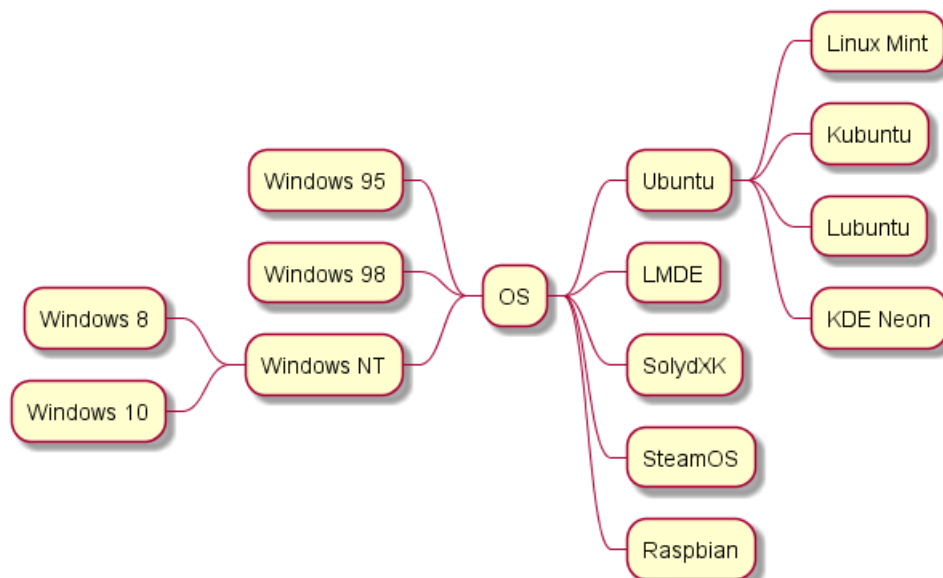 Linux Mint
Kubuntu
Windows 95
Ubuntu
Lubuntu
Windows 98
LMDE
OS
Windows 8
KDE Neon
Windows NT
SolydXK
Windows 10
SteamOS
Raspbian